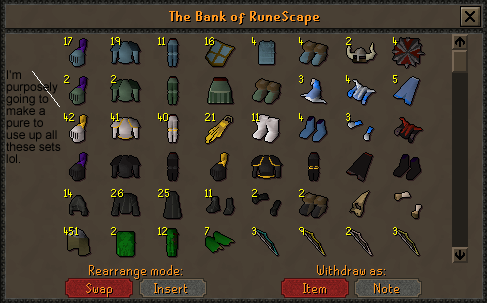 The Bank of RuneScape
17 19 11 16 4 4 2 4
I'm
purposely
going to
make a
pure to
use up all
these sets
lol.
2 2 3 4 5
42 41 40 21 11 4 3
14 26 25 11 2 2
451 2 12 7 3 9 2 3
Rearrange mode:
Withdraw as:
Swap
Insert
Item
Note